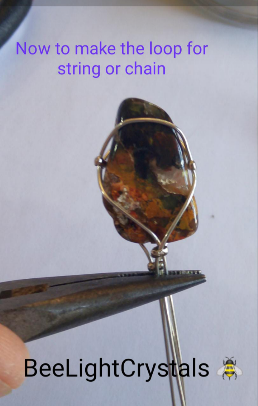 Now to make the loop for
string or chain
BeeLightCrystals 🐝